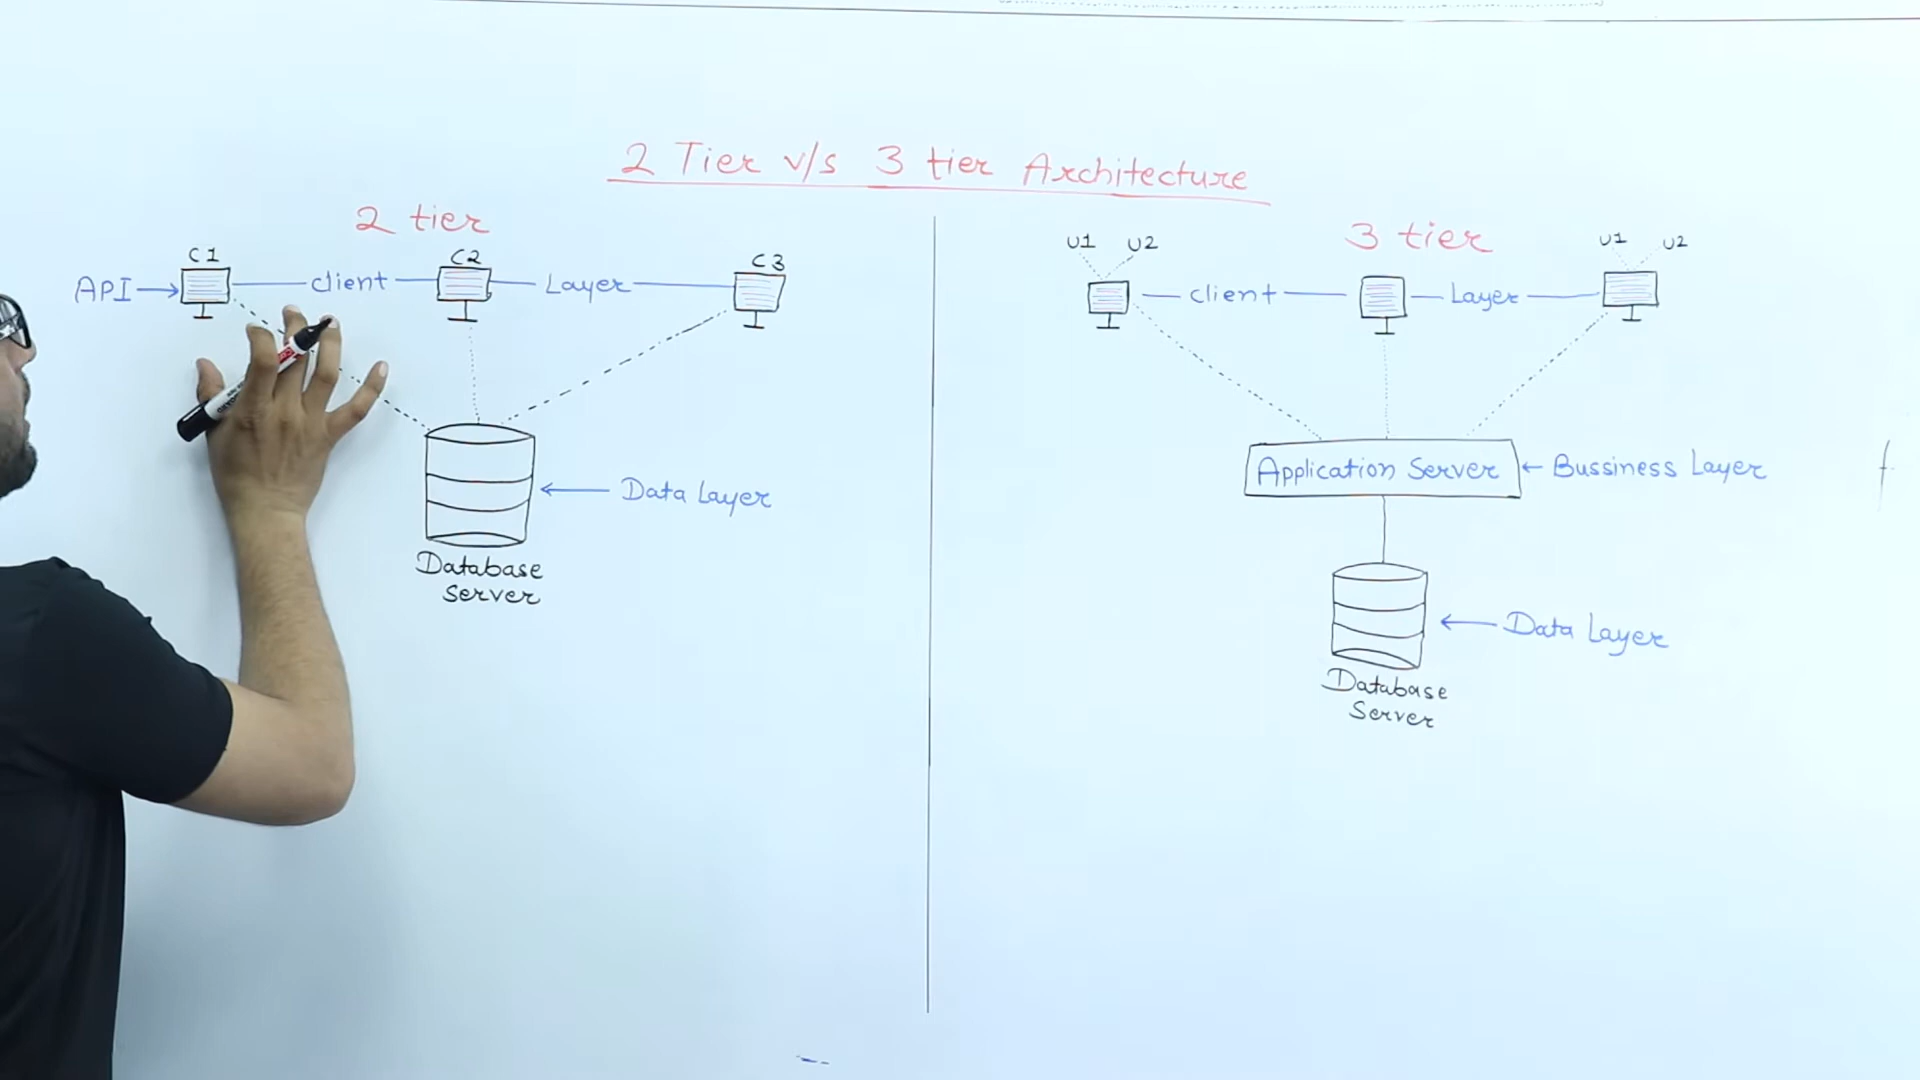 2 Tier v/s 3 tier Architecture
2 tier
C1
C2
C3
API
client
Layer
Data Layer
Database
Server
3 tier
U1
U2
U1
U2
client
Layer
Application Server
Bussiness Layer
Data Layer
Database
Server